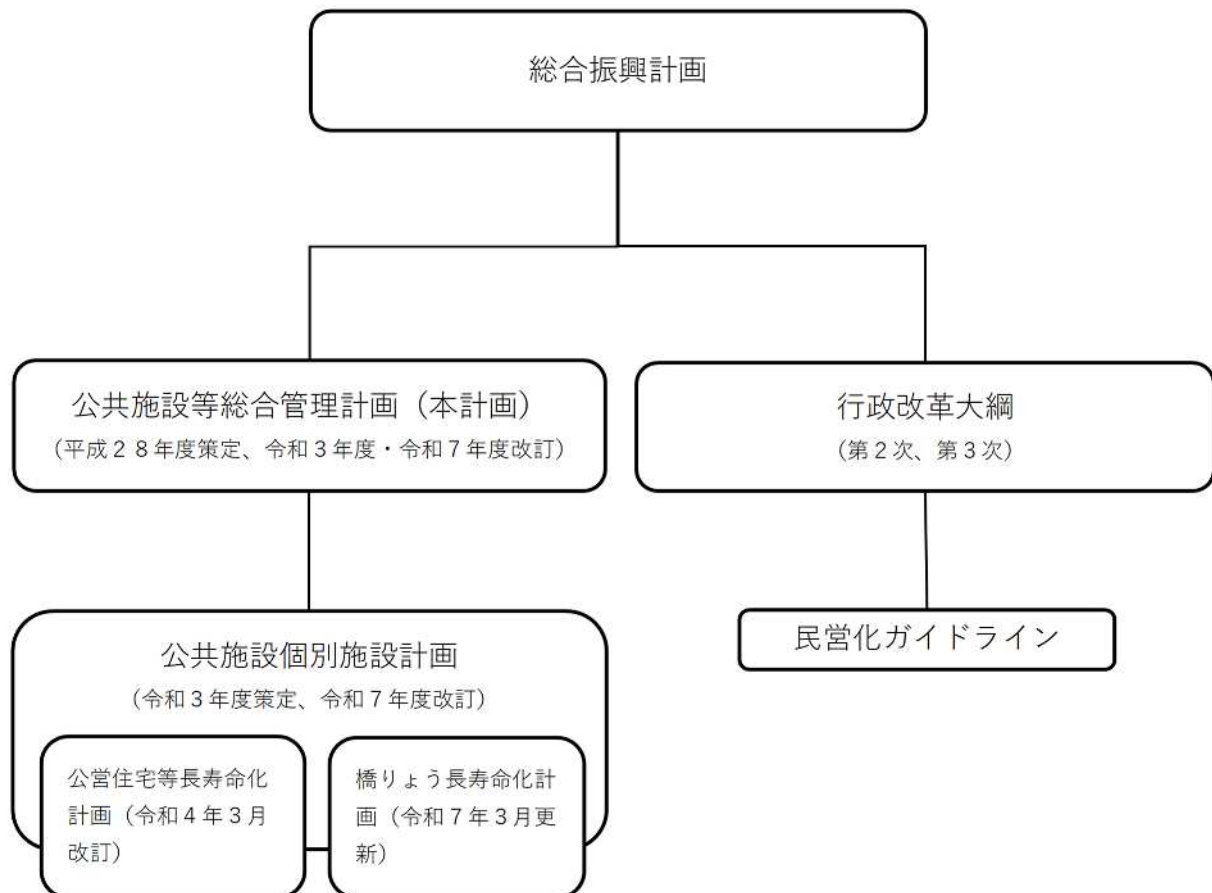 総合振興計画
公共施設等総合管理計画（本計画）
（平成２８年度策定、令和３年度・令和７年度改訂）
行政改革大綱
（第２次、第３次）
公共施設個別施設計画
（令和３年度策定、令和７年度改訂）
民営化ガイドライン
公営住宅等長寿命化
計画（令和４年３月
改訂）
橋りょう長寿命化計
画（令和７年３月更
新）